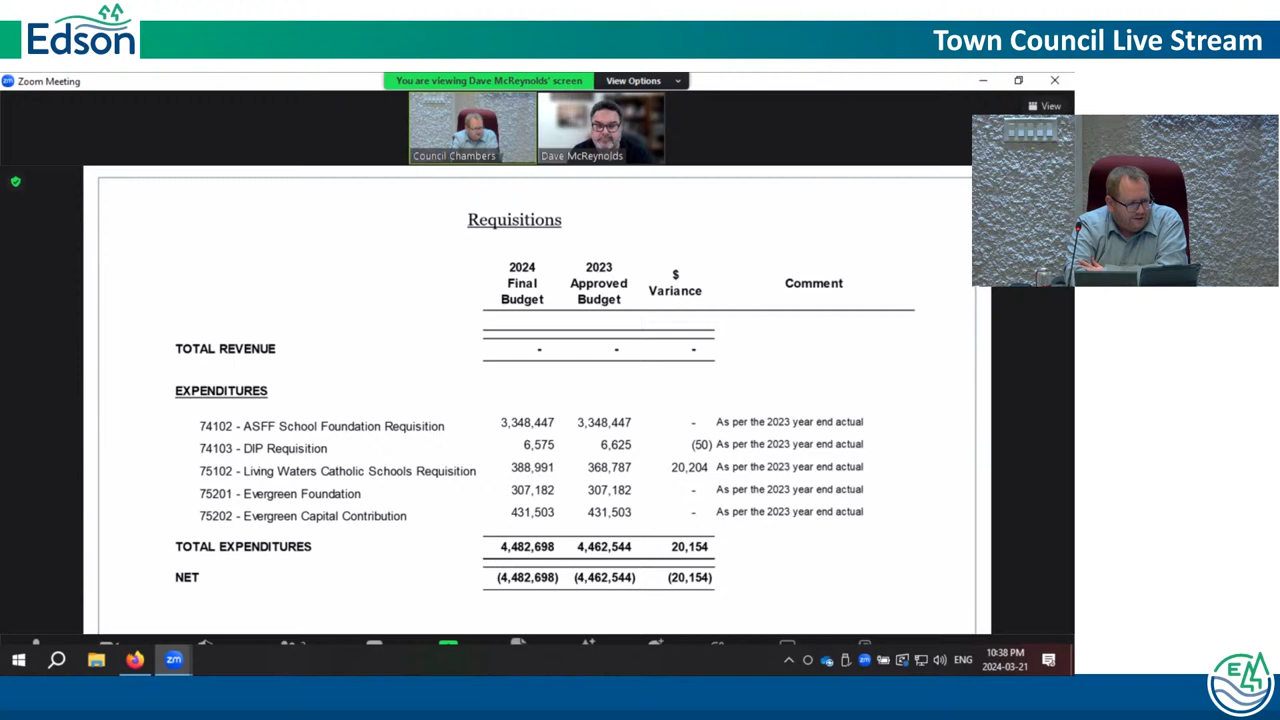 Edson
Town Council Live Stream
zm Zoom Meeting
You are viewing Dave McReynolds' screen
View Options
View
Council Chambers
Dave McReynolds
Requisitions
2024 Final Budget
2023 Approved Budget
$ Variance
Comment
TOTAL REVENUE - - -
EXPENDITURES
74102 - ASFF School Foundation Requisition 3,348,447 3,348,447 - As per the 2023 year end actual
74103 - DIP Requisition 6,575 6,625 (50) As per the 2023 year end actual
75102 - Living Waters Catholic Schools Requisition 388,991 368,787 20,204 As per the 2023 year end actual
75201 - Evergreen Foundation 307,182 307,182 - As per the 2023 year end actual
75202 - Evergreen Capital Contribution 431,503 431,503 - As per the 2023 year end actual
TOTAL EXPENDITURES 4,482,698 4,462,544 20,154
NET (4,482,698) (4,462,544) (20,154)
zm
ENG
10:38 PM
2024-03-21
E